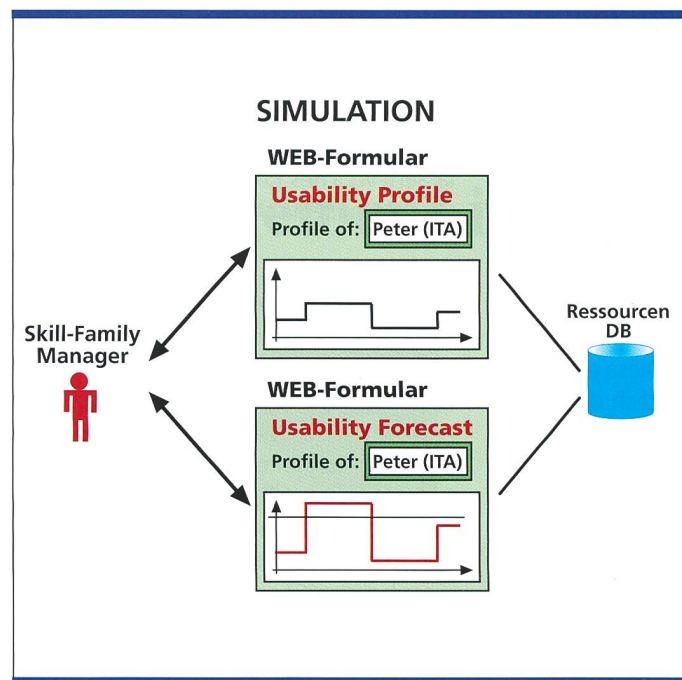 SIMULATION
WEB-Formular
Usability Profile
Profile of: Peter (ITA)
Skill-Family
Manager
Ressourcen
DB
WEB-Formular
Usability Forecast
Profile of: Peter (ITA)